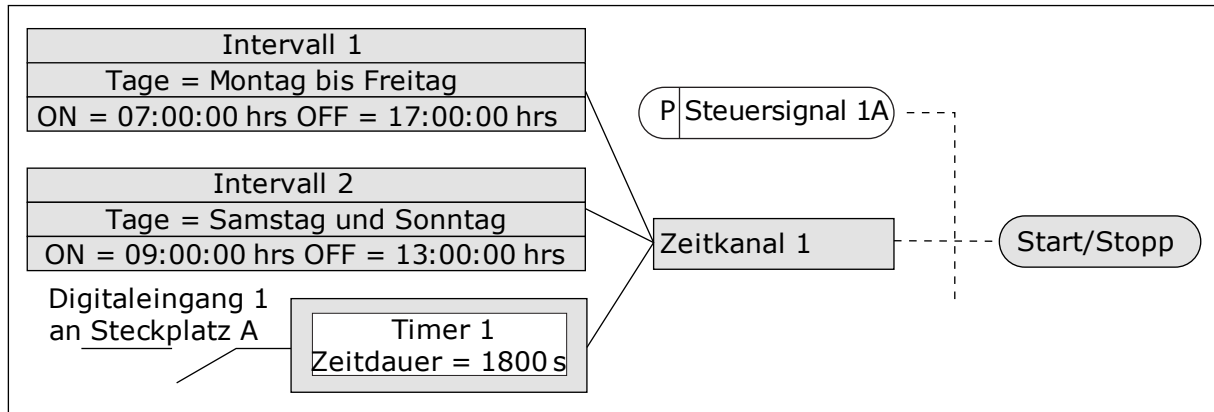 Intervall 1
Tage = Montag bis Freitag
ON = 07:00:00 hrs OFF = 17:00:00 hrs
P Steuersignal 1A
Intervall 2
Tage = Samstag und Sonntag
ON = 09:00:00 hrs OFF = 13:00:00 hrs
Zeitkanal 1
Start/Stopp
Digitaleingang 1
an Steckplatz A
Timer 1
Zeitdauer = 1800 s